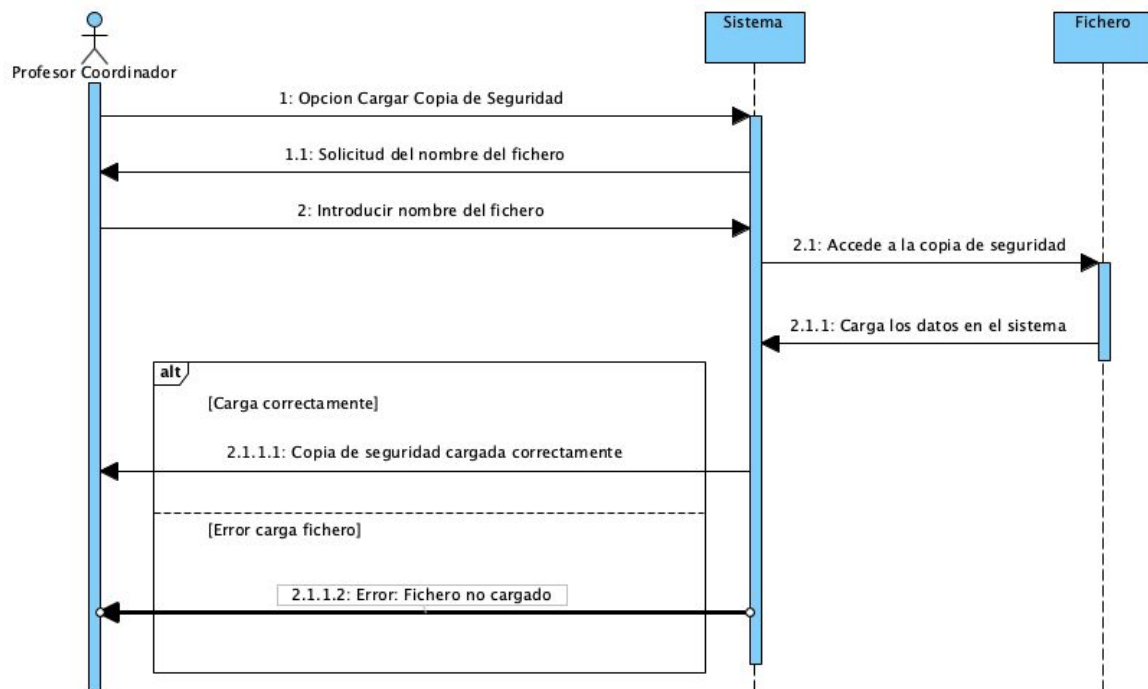 Sistema
Fichero
Profesor Coordinador
1: Opcion Cargar Copia de Seguridad
1.1: Solicitud del nombre del fichero
2: Introducir nombre del fichero
2.1: Accede a la copia de seguridad
2.1.1: Carga los datos en el sistema
alt
[Carga correctamente]
2.1.1.1: Copia de seguridad cargada correctamente
[Error carga fichero]
2.1.1.2: Error: Fichero no cargado